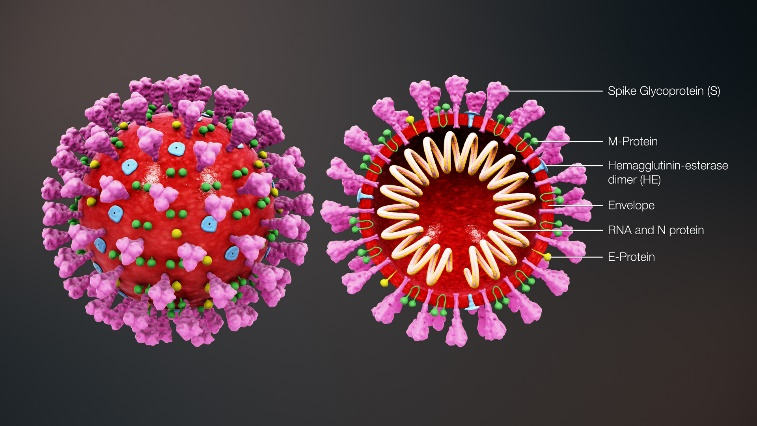 Spike Glycoprotein (S)
M-Protein
Hemagglutinin-esterase
dimer (HE)
Envelope
RNA and N protein
E-Protein